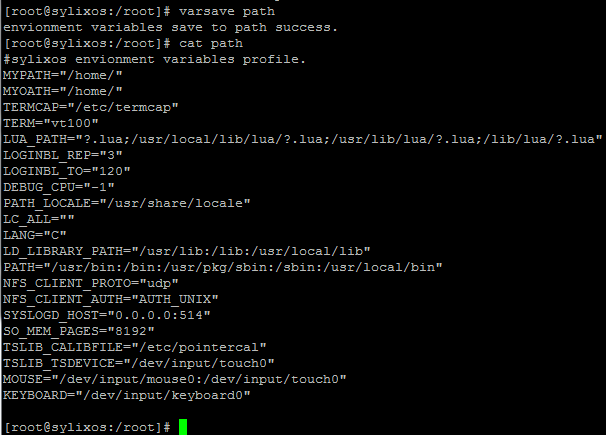 [root@sylixos:/root]# varsave path
envionment variables save to path success.
[root@sylixos:/root]# cat path
#sylixos envionment variables profile.
MYPATH="/home/"
MYOATH="/home/"
TERMCAP="/etc/termcap"
TERM="vt100"
LUA_PATH="?.lua;/usr/local/lib/lua/?.lua;/usr/lib/lua/?.lua;/lib/lua/?.lua"
LOGINBL_REP="3"
LOGINBL_TO="120"
DEBUG_CPU="-1"
PATH_LOCALE="/usr/share/locale"
LC_ALL=""
LANG="C"
LD_LIBRARY_PATH="/usr/lib:/lib:/usr/local/lib"
PATH="/usr/bin:/bin:/usr/pkg/sbin:/sbin:/usr/local/bin"
NFS_CLIENT_PROTO="udp"
NFS_CLIENT_AUTH="AUTH_UNIX"
SYSLOGD_HOST="0.0.0.0:514"
SO_MEM_PAGES="8192"
TSLIB_CALIBFILE="/etc/pointercal"
TSLIB_TSDEVICE="/dev/input/touch0"
MOUSE="/dev/input/mouse0:/dev/input/touch0"
KEYBOARD="/dev/input/keyboard0"
[root@sylixos:/root]#